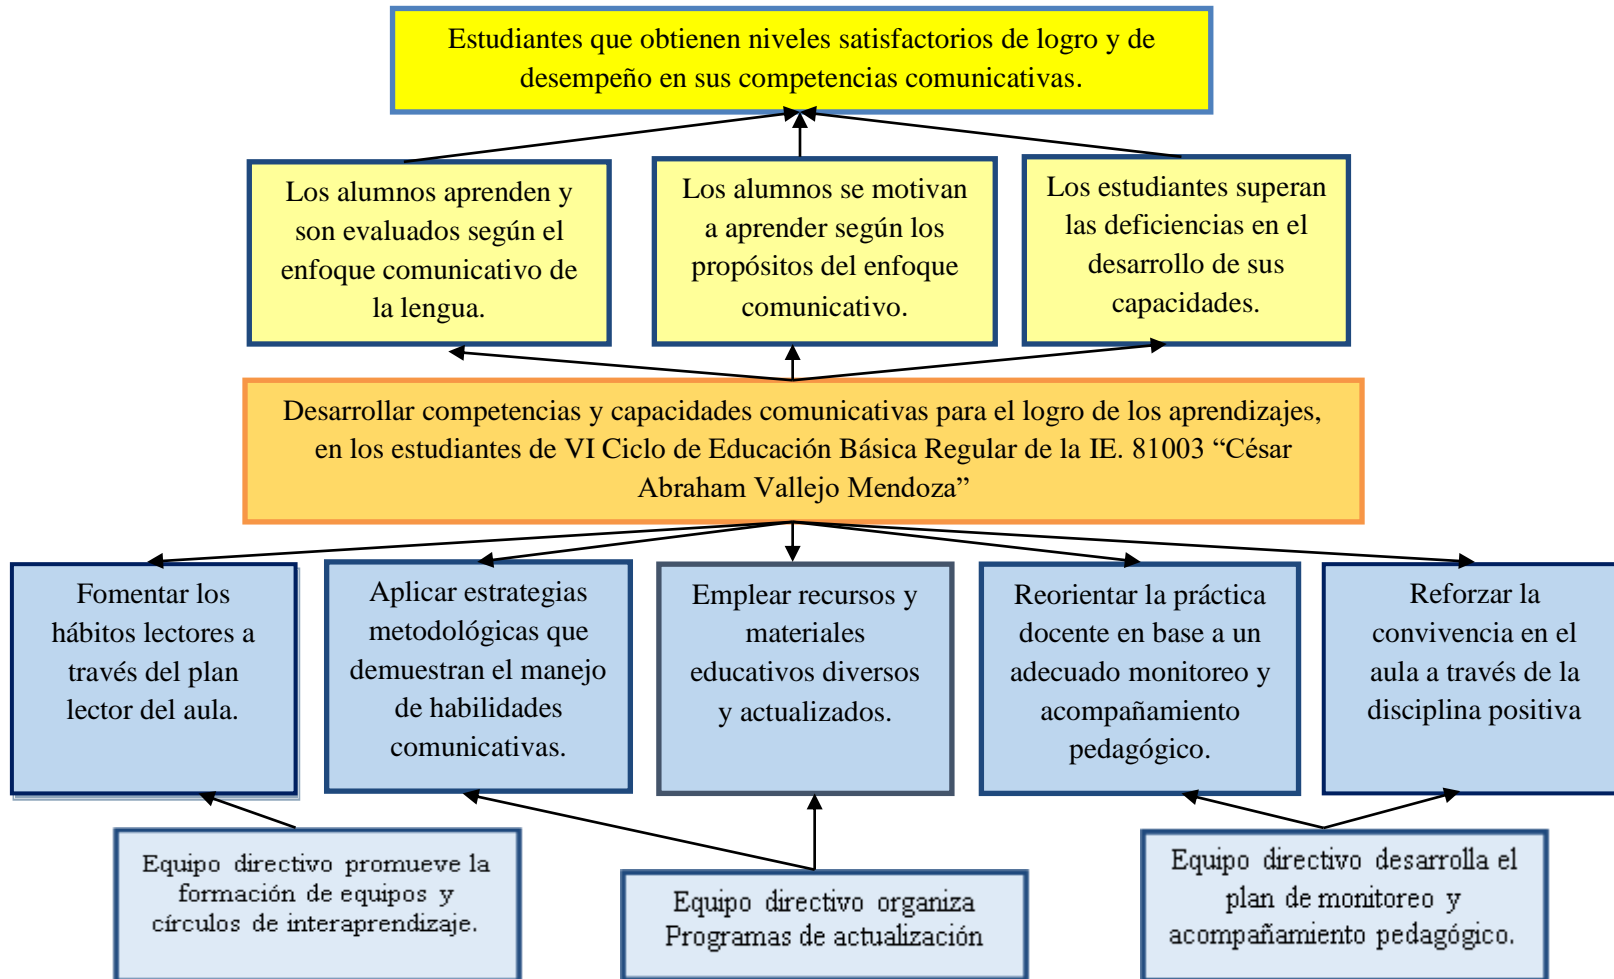 Estudiantes que obtienen niveles satisfactorios de logro y de
desempeño en sus competencias comunicativas.
Los alumnos aprenden y
son evaluados según el
enfoque comunicativo de
la lengua.
Los alumnos se motivan
a aprender según los
propósitos del enfoque
comunicativo.
Los estudiantes superan
las deficiencias en el
desarrollo de sus
capacidades.
Desarrollar competencias y capacidades comunicativas para el logro de los aprendizajes,
en los estudiantes de VI Ciclo de Educación Básica Regular de la IE. 81003 “César
Abraham Vallejo Mendoza”
Fomentar los
hábitos lectores a
través del plan
lector del aula.
Aplicar estrategias
metodológicas que
demuestran el manejo
de habilidades
comunicativas.
Emplear recursos y
materiales
educativos diversos
y actualizados.
Reorientar la práctica
docente en base a un
adecuado monitoreo y
acompañamiento
pedagógico.
Reforzar la
convivencia en el
aula a través de la
disciplina positiva
Equipo directivo promueve la
formación de equipos y
círculos de interaprendizaje.
Equipo directivo organiza
Programas de actualización
Equipo directivo desarrolla el
plan de monitoreo y
acompañamiento pedagógico.